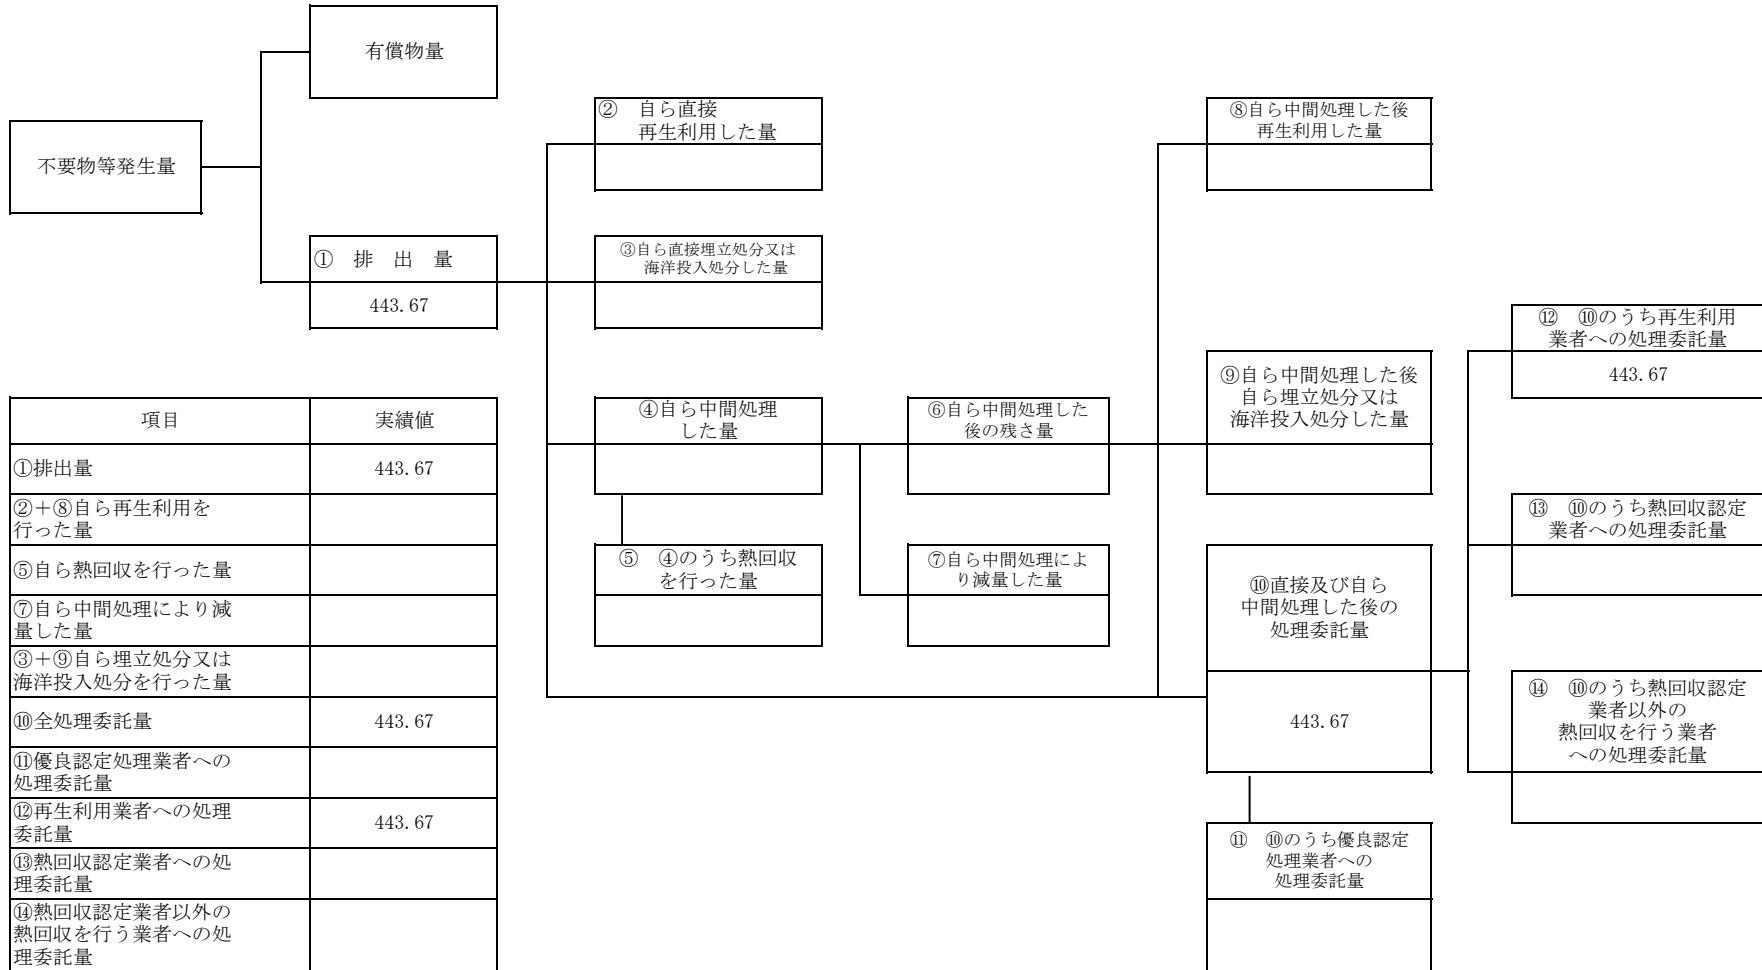 有償物量
不要物等発生量
① 排 出 量
443.67
② 自ら直接
再生利用した量
③自ら直接埋立処分又は
海洋投入処分した量
④自ら中間処理
した量
⑤ ④のうち熱回収
を行った量
⑥自ら中間処理した
後の残さ量
⑦自ら中間処理によ
り減量した量
⑧自ら中間処理した後
再生利用した量
⑨自ら中間処理した後
自ら埋立処分又は
海洋投入処分した量
⑩直接及び自ら
中間処理した後の
処理委託量
443.67
⑪ ⑩のうち優良認定
処理業者への
処理委託量
⑫ ⑩のうち再生利用
業者への処理委託量
443.67
⑬ ⑩のうち熱回収認定
業者への処理委託量
⑭ ⑩のうち熱回収認定
業者以外の
熱回収を行う業者
への処理委託量
項目 実績値
①排出量 443.67
②＋⑧自ら再生利用を
行った量
⑤自ら熱回収を行った量
⑦自ら中間処理により減
量した量
③＋⑨自ら埋立処分又は
海洋投入処分を行った量
⑩全処理委託量 443.67
⑪優良認定処理業者への
処理委託量
⑫再生利用業者への処理
委託量 443.67
⑬熱回収認定業者への処
理委託量
⑭熱回収認定業者以外の
熱回収を行う業者への処
理委託量